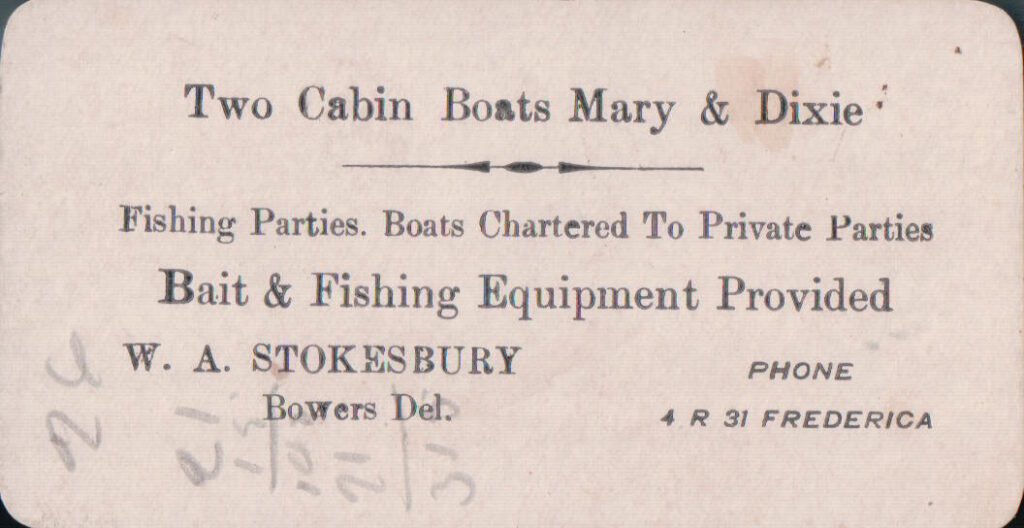 Two Cabin Boats Mary & Dixie
Fishing Parties. Boats Chartered To Private Parties
Bait & Fishing Equipment Provided
W. A. STOKESBURY
Bowers Del.
PHONE
4 R 31 FREDERICA